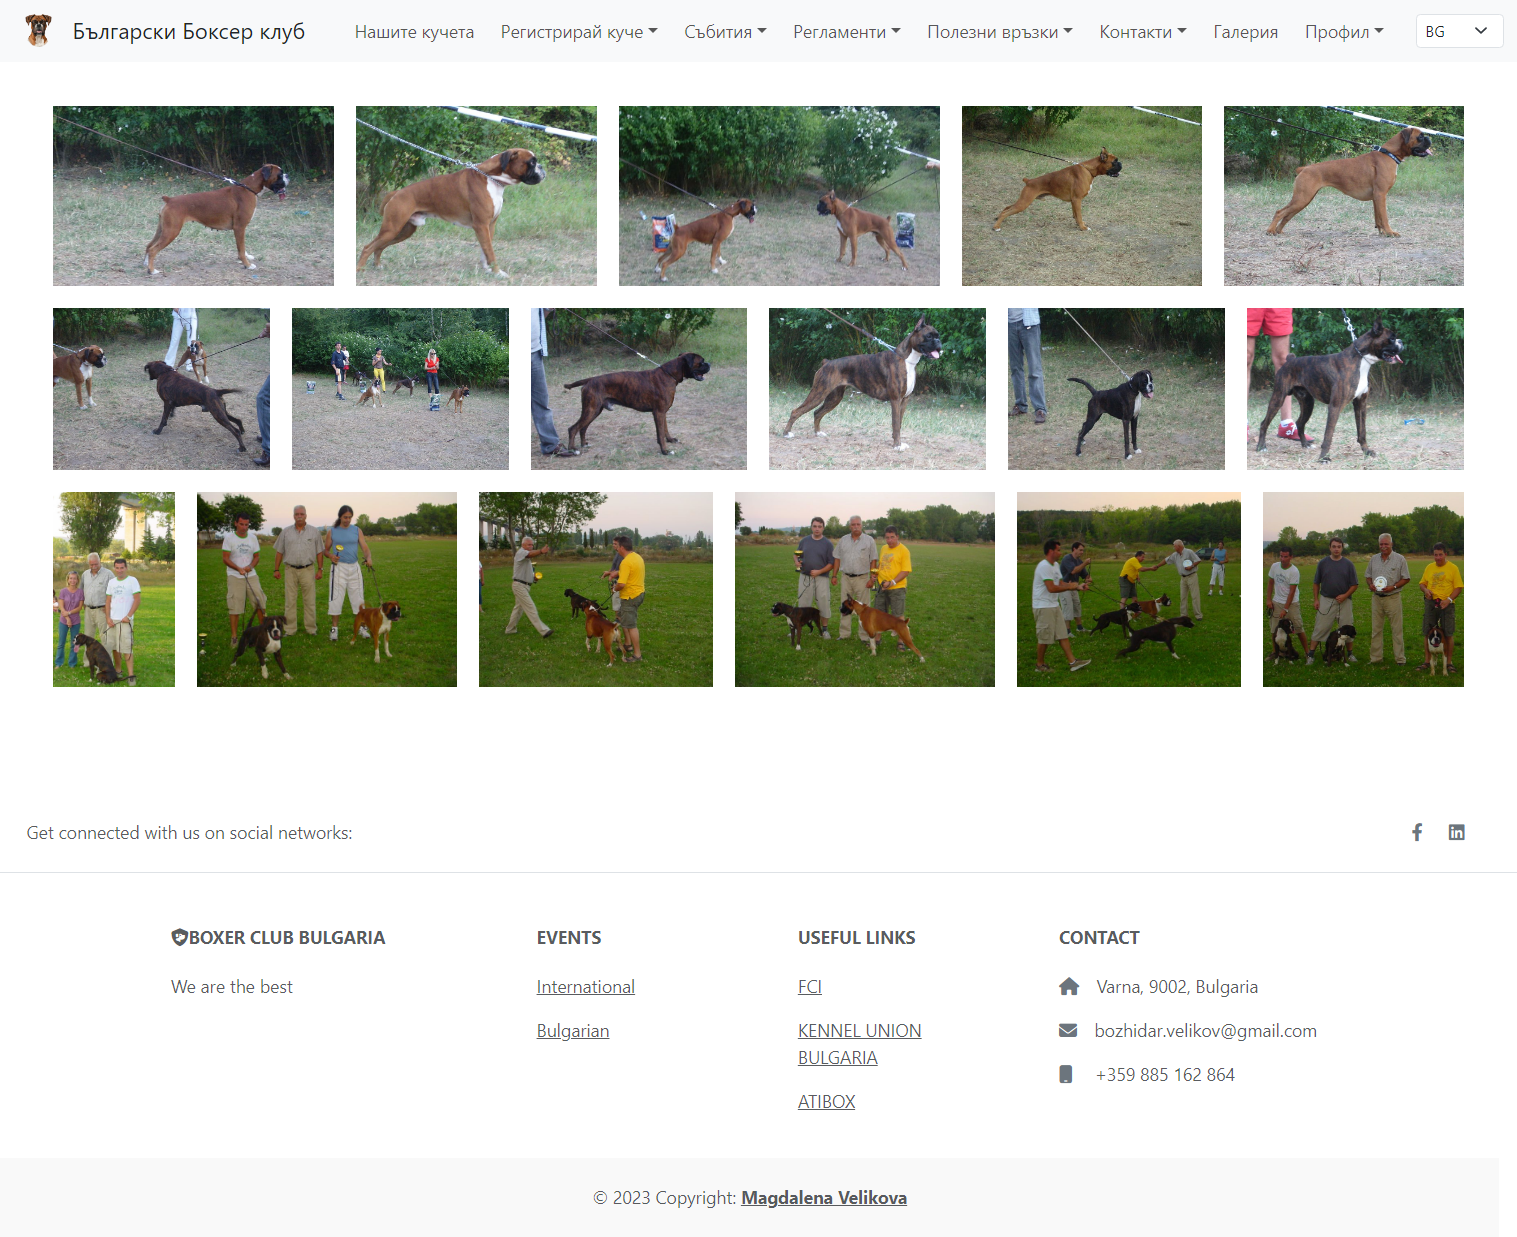 Български Боксер клуб
Нашите кучета
Регистрирай куче
Събития
Регламенти
Полезни връзки
Контакти
Галерия
Профил
BG
Get connected with us on social networks:
BOXER CLUB BULGARIA
We are the best
EVENTS
International
Bulgarian
USEFUL LINKS
FCI
KENNEL UNION
BULGARIA
ATIBOX
CONTACT
Varna, 9002, Bulgaria
bozhidar.velikov@gmail.com
+359 885 162 864
© 2023 Copyright: Magdalena Velikova